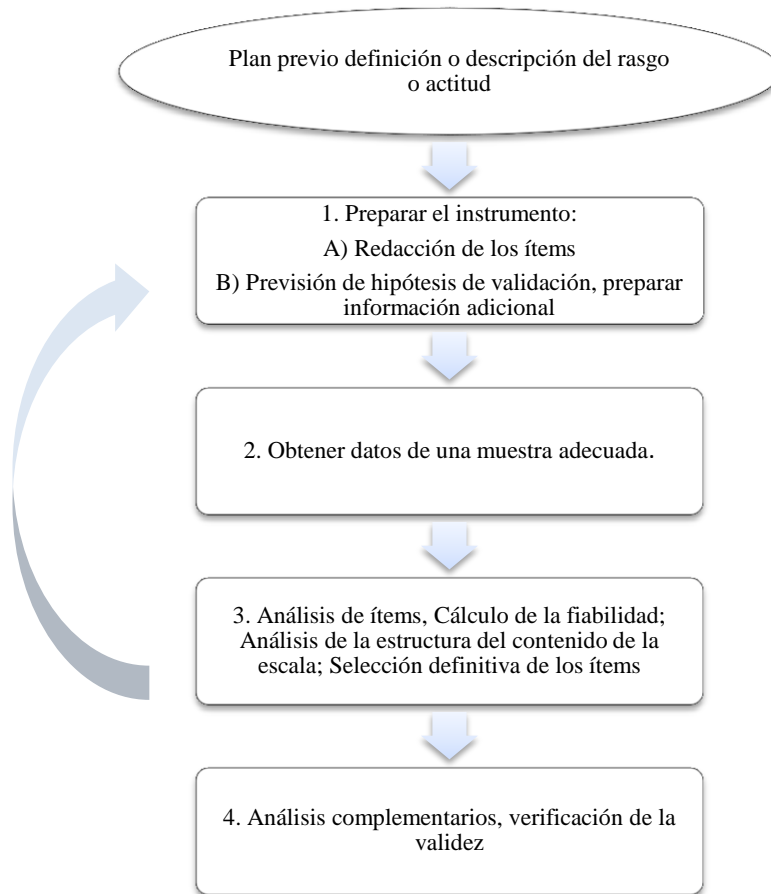 Plan previo definición o descripción del rasgo
o actitud
1. Preparar el instrumento:
A) Redacción de los ítems
B) Previsión de hipótesis de validación, preparar
información adicional
2. Obtener datos de una muestra adecuada.
3. Análisis de ítems, Cálculo de la fiabilidad;
Análisis de la estructura del contenido de la
escala; Selección definitiva de los ítems
4. Análisis complementarios, verificación de la
validez